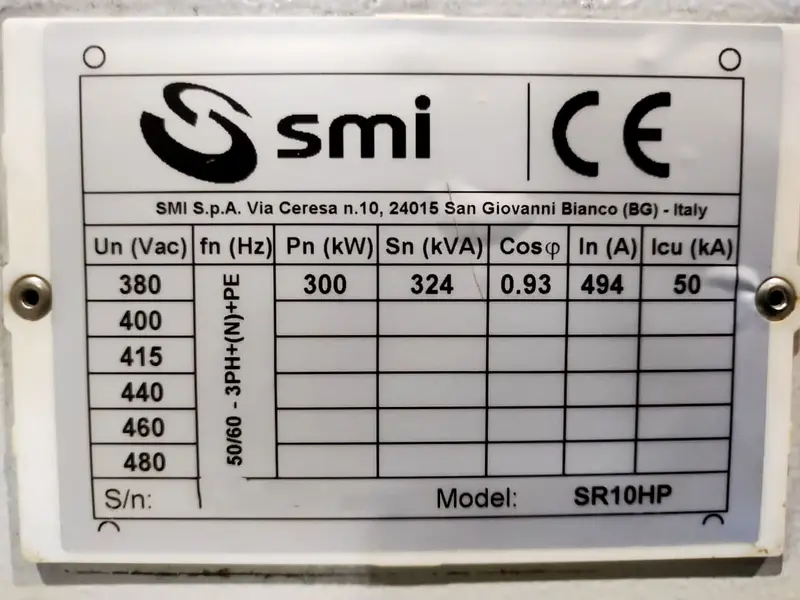 smi CE
SMI S.p.A. Via Ceresa n.10, 24015 San Giovanni Bianco (BG) - Italy
Un (Vac) fn (Hz) Pn (kW) Sn (kVA) Cosφ In (A) Icu (kA)
380 50/60 - 3PH+(N)+PE 300 324 0.93 494 50
400
415
440
460
480
S/n: Model: SR10HP